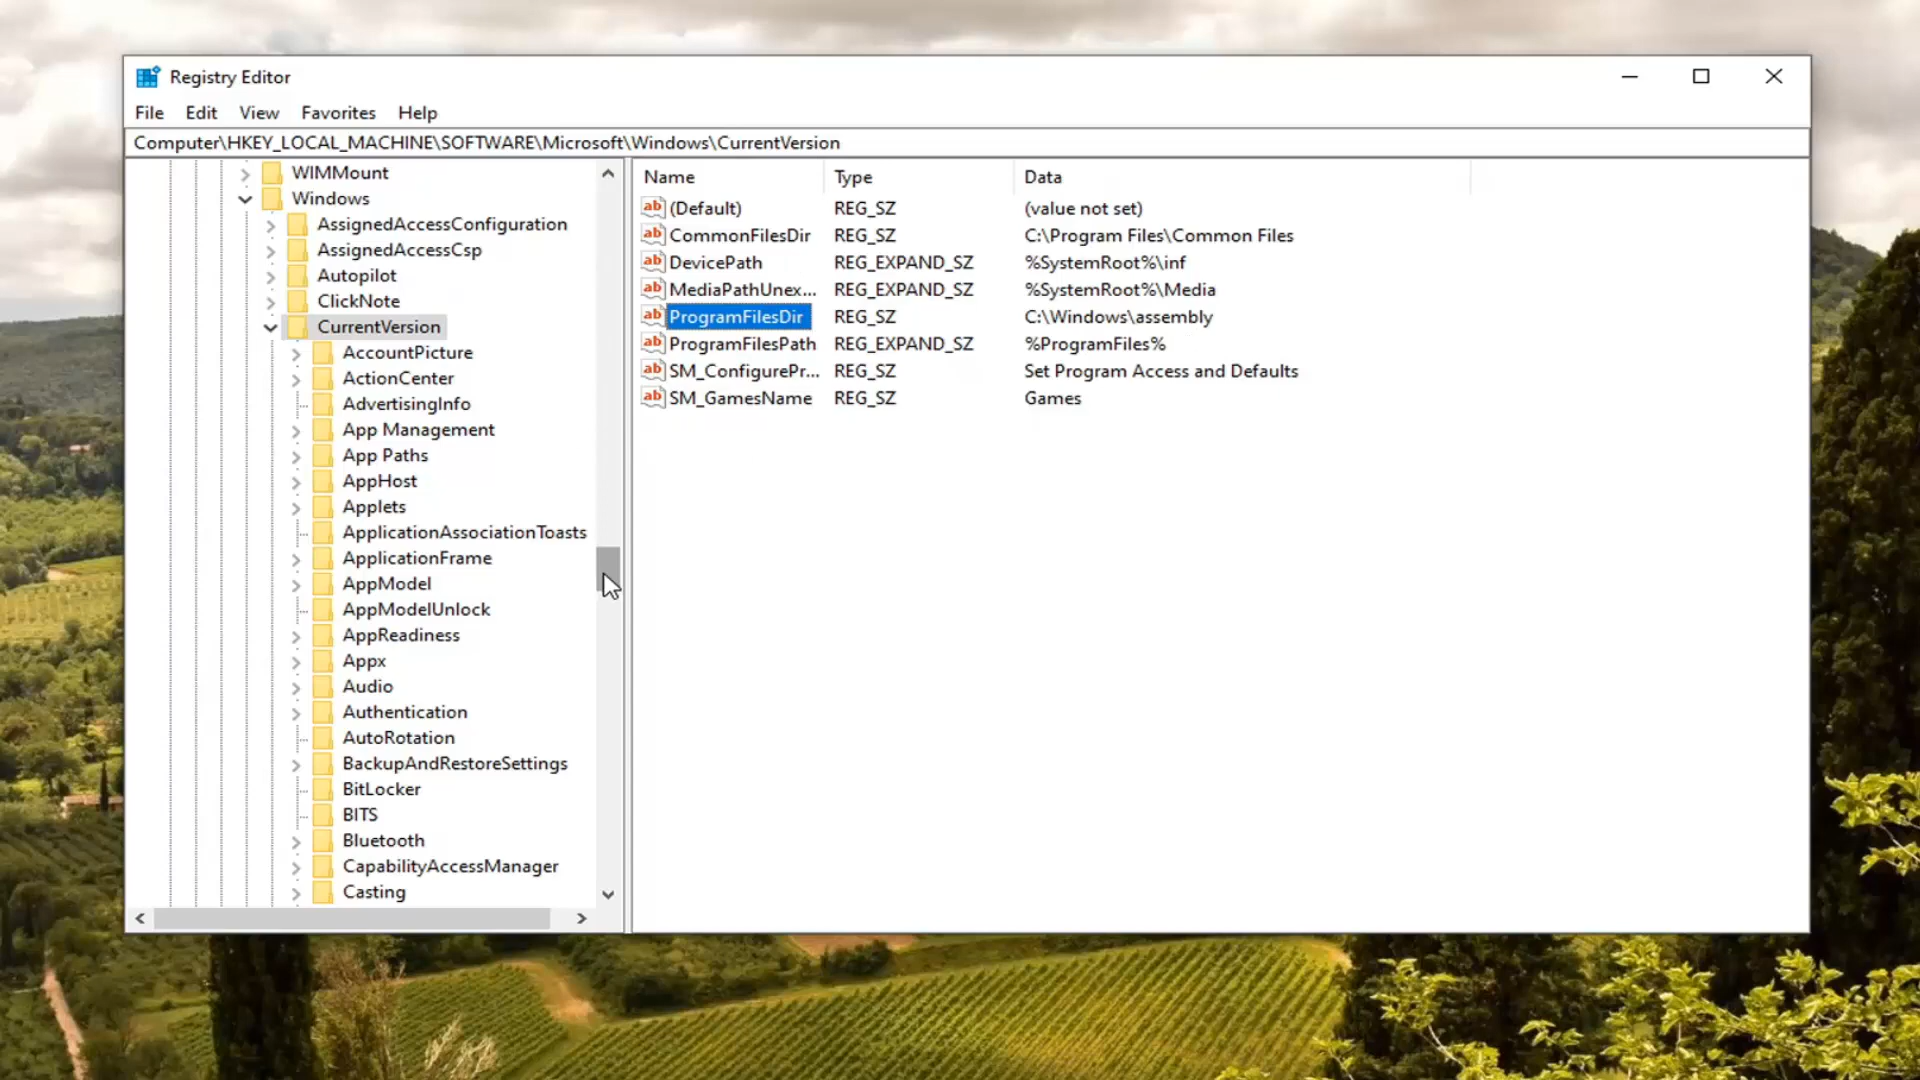 Registry Editor
File Edit View Favorites Help
Computer\HKEY_LOCAL_MACHINE\SOFTWARE\Microsoft\Windows\CurrentVersion
WIMMount
Windows
AssignedAccessConfiguration
AssignedAccessCsp
Autopilot
ClickNote
CurrentVersion
AccountPicture
ActionCenter
AdvertisingInfo
App Management
App Paths
AppHost
Applets
ApplicationAssociationToasts
ApplicationFrame
AppModel
AppModelUnlock
AppReadiness
Appx
Audio
Authentication
AutoRotation
BackupAndRestoreSettings
BitLocker
BITS
Bluetooth
CapabilityAccessManager
Casting
Name Type Data
(Default) REG_SZ (value not set)
CommonFilesDir REG_SZ C:\Program Files\Common Files
DevicePath REG_EXPAND_SZ %SystemRoot%\inf
MediaPathUnex... REG_EXPAND_SZ %SystemRoot%\Media
ProgramFilesDir REG_SZ C:\Windows\assembly
ProgramFilesPath REG_EXPAND_SZ %ProgramFiles%
SM_ConfigurePr... REG_SZ Set Program Access and Defaults
SM_GamesName REG_SZ Games